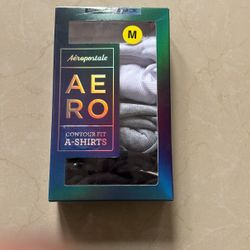 M
Aéropostale
AE
RO
CONTOUR FIT
A-SHIRTS